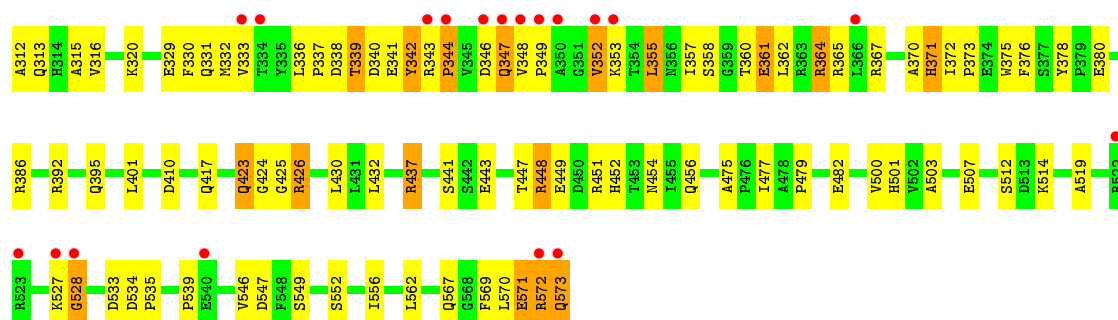 A312 Q313 H314 A315 V316 K320 E329 F330 Q331 M332 V333 T334 Y335 L336 P337 D338 T339 D340 E341 Y342 R343 P344 V345 D346 Q347 V348 P349 A350 G351 V352 K353 T354 L355 N356 I357 S358 G359 T360 E361 L362 R363 R364 R365 L366 R367 A370 H371 I372 P373 E374 W375 F376 S377 Y378 P379 E380
R386 R392 Q395 L401 D410 Q417 Q423 G424 G425 R426 L430 L431 L432 R437 S441 S442 E443 T447 R448 E449 D450 R451 H452 T453 N454 I455 Q456 A475 P476 I477 A478 P479 E482 V500 H501 V502 A503 E507 S512 D513 K514 A519 R522
R523 K527 G528 D533 D534 P535 P539 E540 V546 D547 F548 S549 S552 I556 L562 Q567 G568 F569 L570 E571 R572 Q573